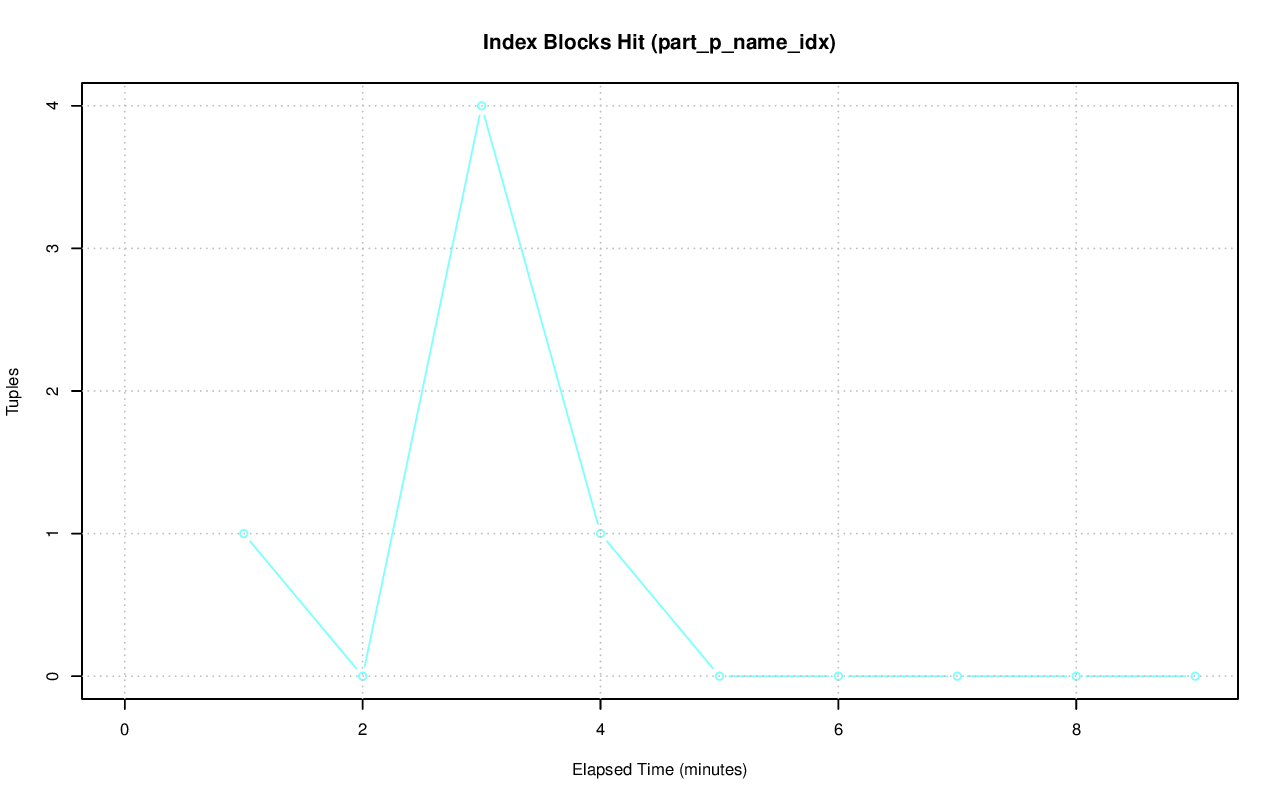 Index Blocks Hit (part_p_name_idx)
4
3
2
1
0
Tuples
0 2 4 6 8
Elapsed Time (minutes)